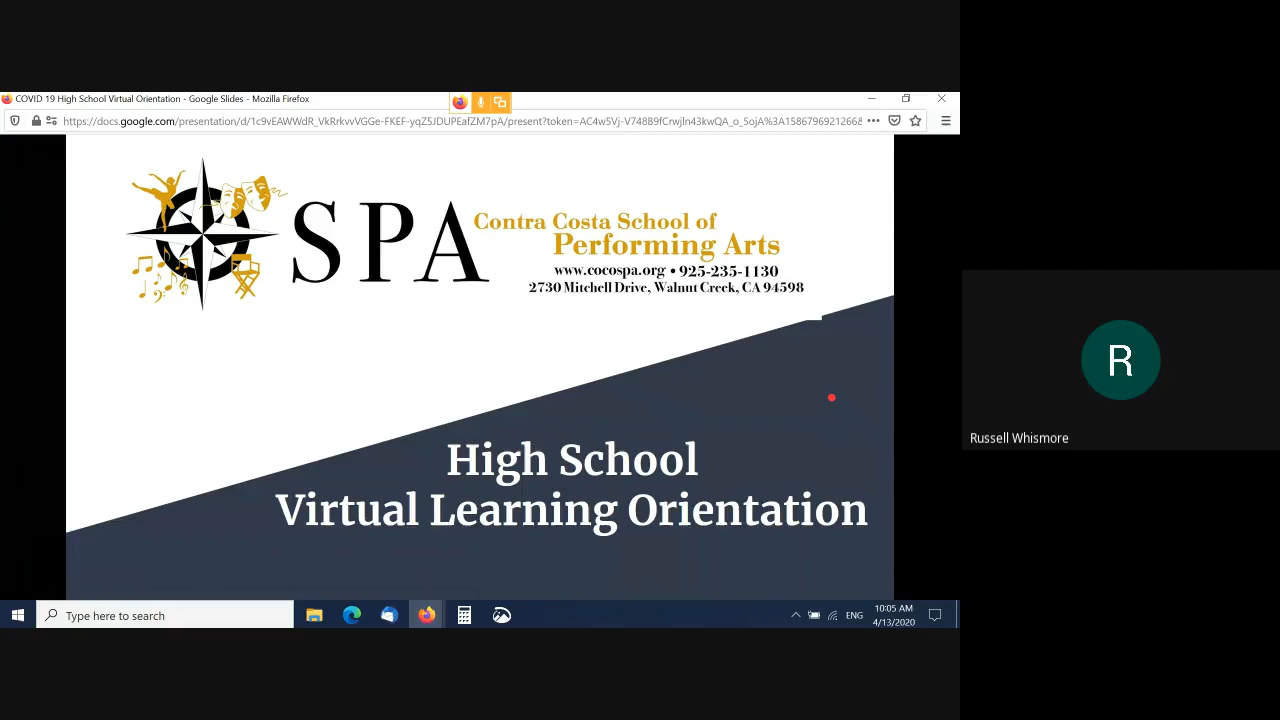 COVID 19 High School Virtual Orientation - Google Slides - Mozilla Firefox
https://docs.google.com/presentation/d/1c9vEAWWdR_VkRrkvvVGGe-FKEF-yqZ5JDUPEafZM7pA/present?token=AC4w5Vj-V748B9fCrwjIn43kwQA_o_5ojA%3A15867969212668
SPA
Contra Costa School of
Performing Arts
www.cocospa.org • 925-235-1130
2730 Mitchell Drive, Walnut Creek, CA 94598
High School
Virtual Learning Orientation
R
Russell Whismore
Type here to search
ENG
10:05 AM
4/13/2020